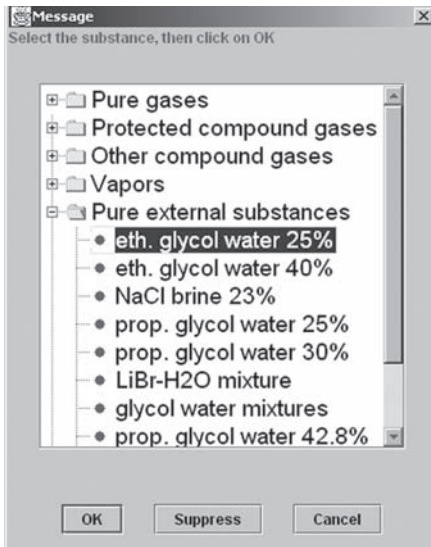 Message
Select the substance, then click on OK
Pure gases
Protected compound gases
Other compound gases
Vapors
Pure external substances
eth. glycol water 25%
eth. glycol water 40%
NaCl brine 23%
prop. glycol water 25%
prop. glycol water 30%
LiBr-H2O mixture
glycol water mixtures
prop. glycol water 42.8%
OK Suppress Cancel